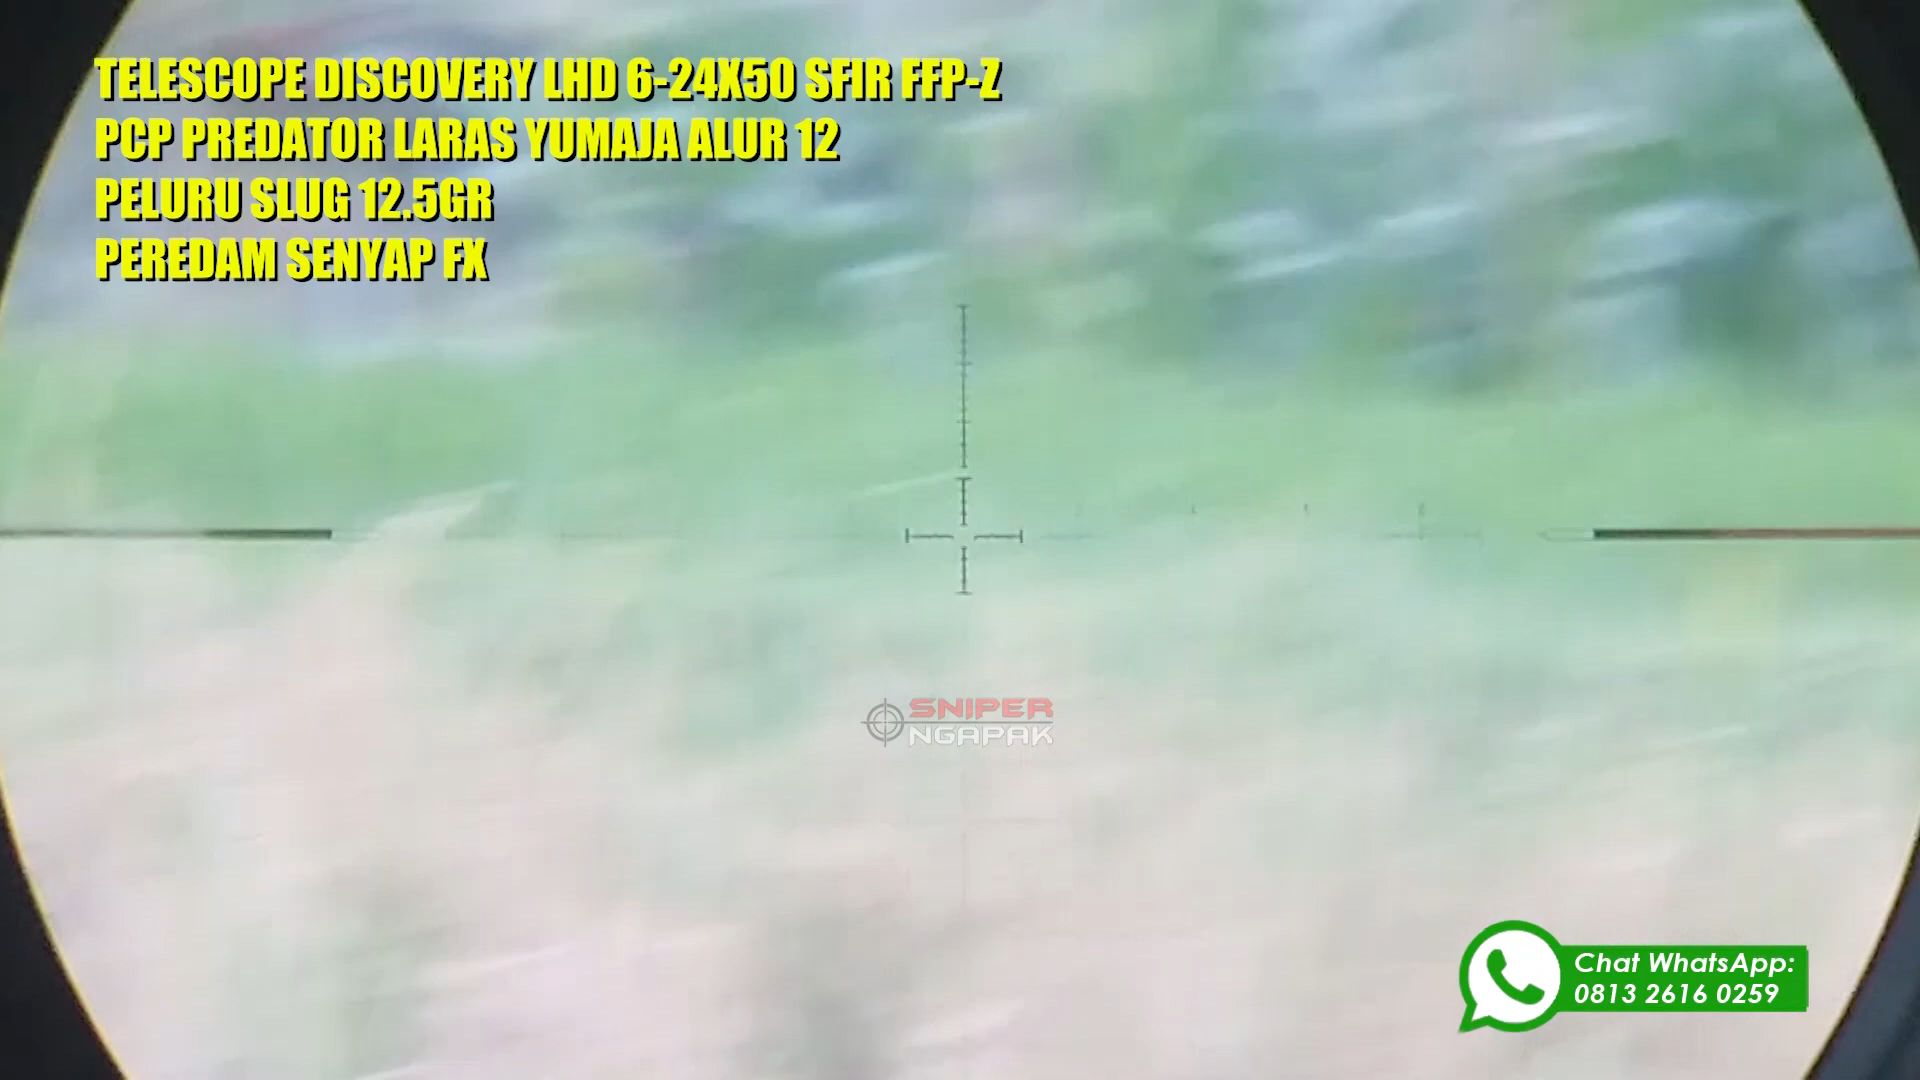 TELESCOPE DISCOVERY LHD 6-24X50 SFIR FFP-Z
PCP PREDATOR LARAS YUMAJA ALUR 12
PELURU SLUG 12.5GR
PEREDAM SENYAP FX
SNIPER
NGAPAK
Chat WhatsApp:
0813 2616 0259